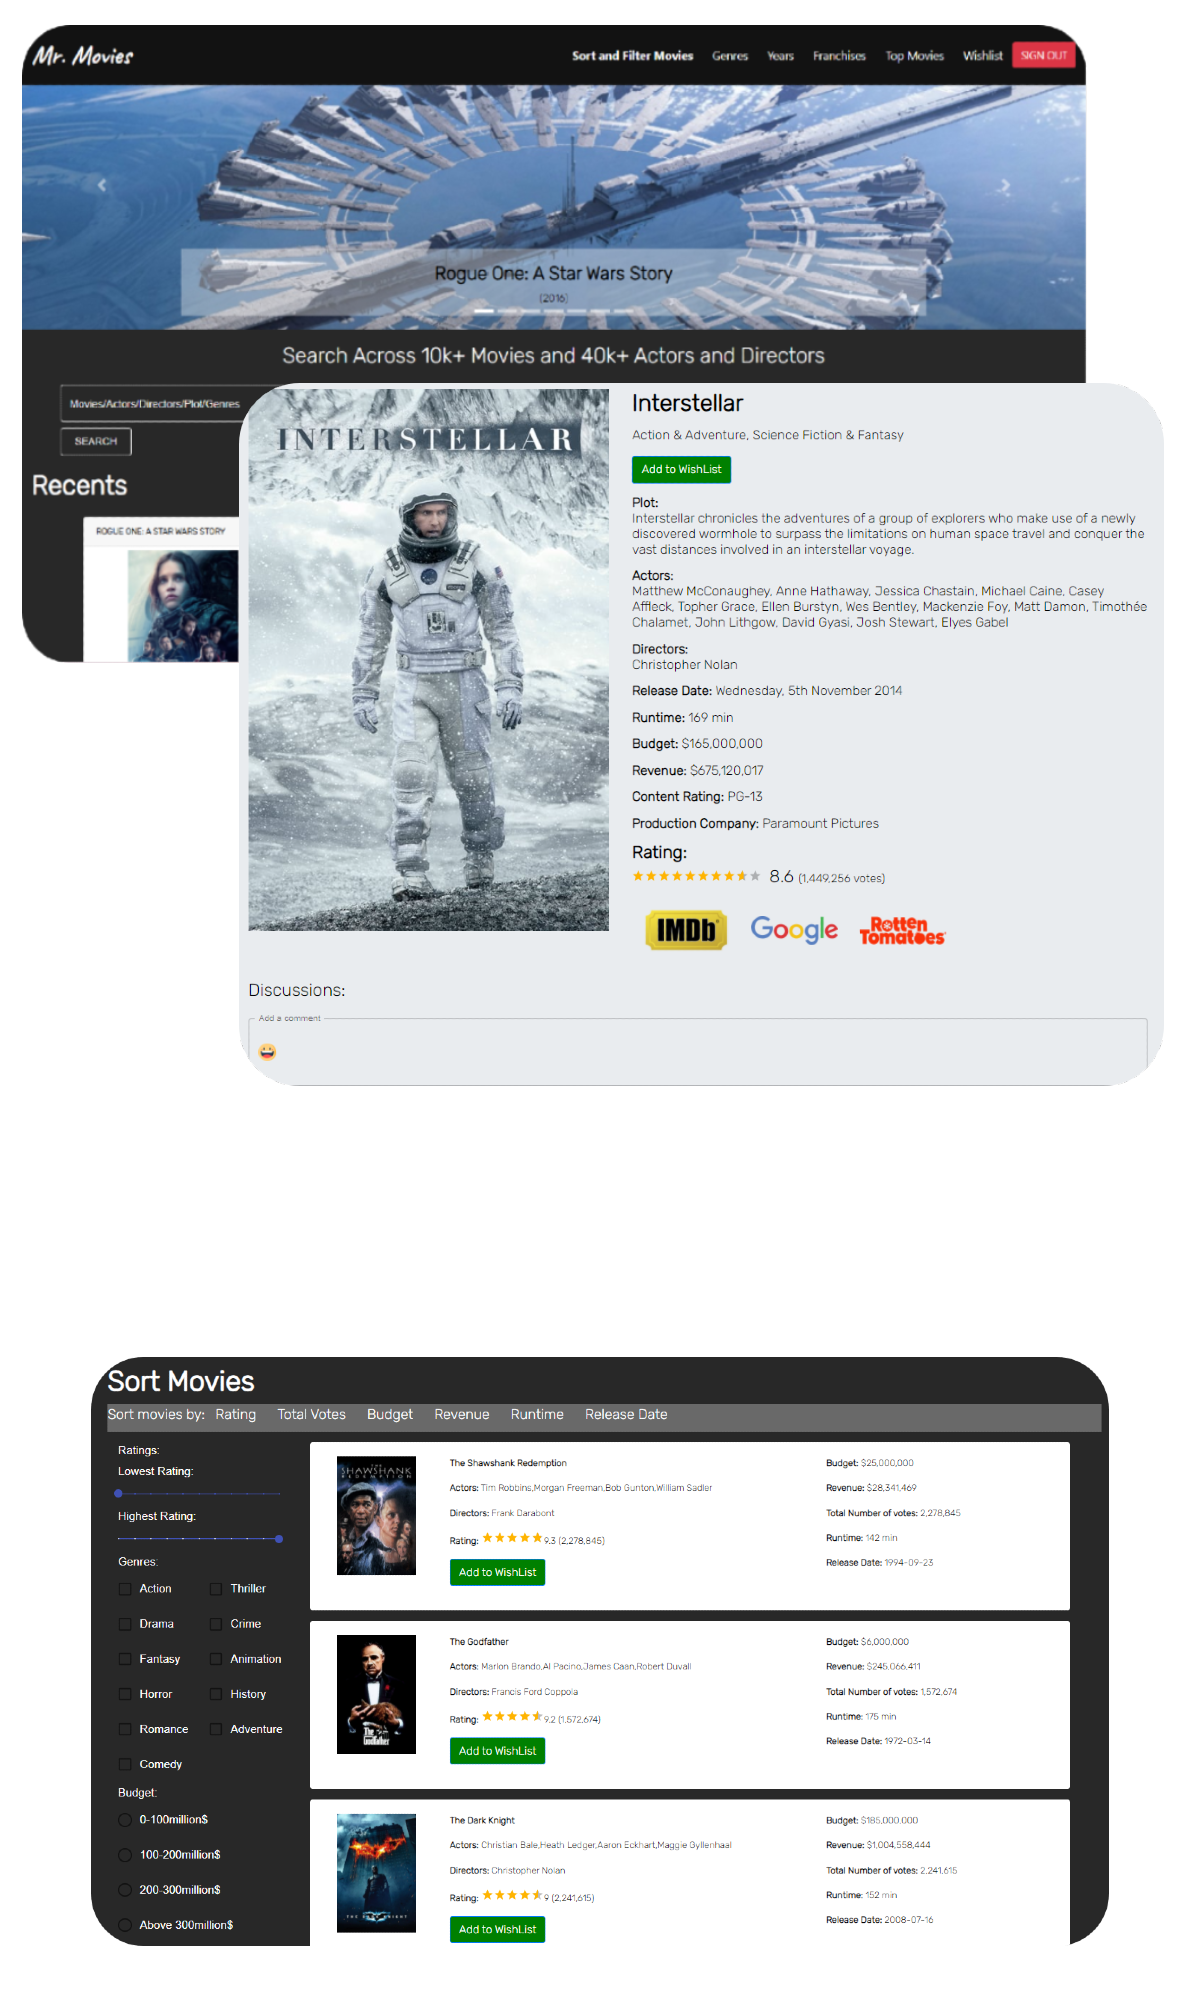 Mr. Movies
Sort and Filter Movies Genres Years Franchises Top Movies Wishlist SIGN OUT
Rogue One: A Star Wars Story
(2016)
Search Across 10k+ Movies and 40k+ Actors and Directors
Movies/Actors/Directors/Plot/Genres
SEARCH
Recents
ROGUE ONE: A STAR WARS STORY
INTERSTELLAR
Interstellar
Action & Adventure, Science Fiction & Fantasy
Add to WishList
Plot:
Interstellar chronicles the adventures of a group of explorers who make use of a newly
discovered wormhole to surpass the limitations on human space travel and conquer the
vast distances involved in an interstellar voyage.
Actors:
Matthew McConaughey, Anne Hathaway, Jessica Chastain, Michael Caine, Casey
Affleck, Topher Grace, Ellen Burstyn, Wes Bentley, Mackenzie Foy, Matt Damon, Timothée
Chalamet, John Lithgow, David Gyasi, Josh Stewart, Elyes Gabel
Directors:
Christopher Nolan
Release Date: Wednesday, 5th November 2014
Runtime: 169 min
Budget: $165,000,000
Revenue: $675,120,017
Content Rating: PG-13
Production Company: Paramount Pictures
Rating:
8.6 (1,449,256 votes)
IMDb Google Rotten Tomatoes
Discussions:
Add a comment
Sort Movies
Sort movies by: Rating Total Votes Budget Revenue Runtime Release Date
Ratings:
Lowest Rating:
Highest Rating:
Genres:
Action Thriller
Drama Crime
Fantasy Animation
Horror History
Romance Adventure
Comedy
Budget:
0-100million$
100-200million$
200-300million$
Above 300million$
THE SHAWSHANK REDEMPTION
The Shawshank Redemption
Actors: Tim Robbins,Morgan Freeman,Bob Gunton,William Sadler
Directors: Frank Darabont
Rating: 9.3 (2,278,845)
Add to WishList
Budget: $25,000,000
Revenue: $28,341,469
Total Number of votes: 2,278,845
Runtime: 142 min
Release Date: 1994-09-23
The Godfather
The Godfather
Actors: Marlon Brando,Al Pacino,James Caan,Robert Duvall
Directors: Francis Ford Coppola
Rating: 9.2 (1,572,674)
Add to WishList
Budget: $6,000,000
Revenue: $245,066,411
Total Number of votes: 1,572,674
Runtime: 175 min
Release Date: 1972-03-14
THE DARK KNIGHT
The Dark Knight
Actors: Christian Bale,Heath Ledger,Aaron Eckhart,Maggie Gyllenhaal
Directors: Christopher Nolan
Rating: 9 (2,241,615)
Add to WishList
Budget: $185,000,000
Revenue: $1,004,558,444
Total Number of votes: 2,241,615
Runtime: 152 min
Release Date: 2008-07-16